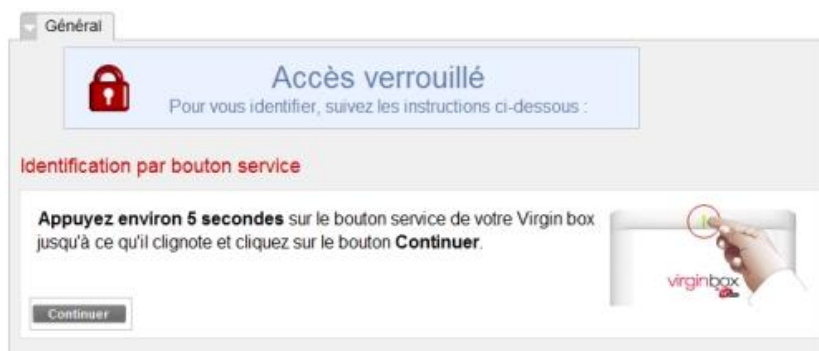 Général
Accès verrouillé
Pour vous identifier, suivez les instructions ci-dessous :
Identification par bouton service
Appuyez environ 5 secondes sur le bouton service de votre Virgin box
jusqu'à ce qu'il clignote et cliquez sur le bouton Continuer.
virginbox
Continuer